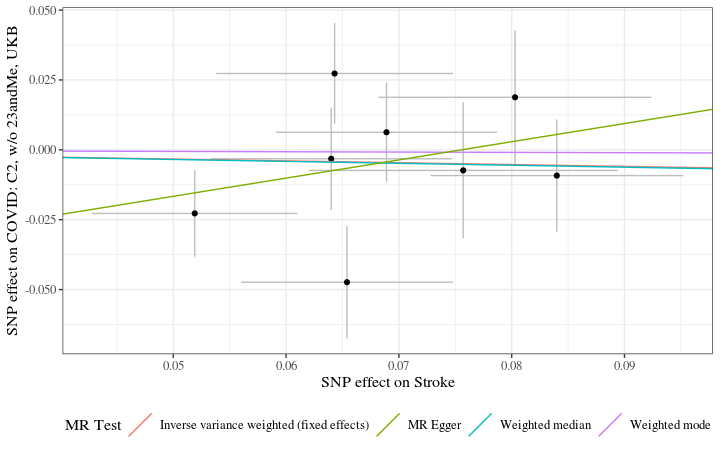 SNP effect on COVID: C2, w/o 23andMe, UKB
0.050
0.025
0.000
-0.025
-0.050
0.05 0.06 0.07 0.08 0.09
SNP effect on Stroke
MR Test Inverse variance weighted (fixed effects) MR Egger Weighted median Weighted mode